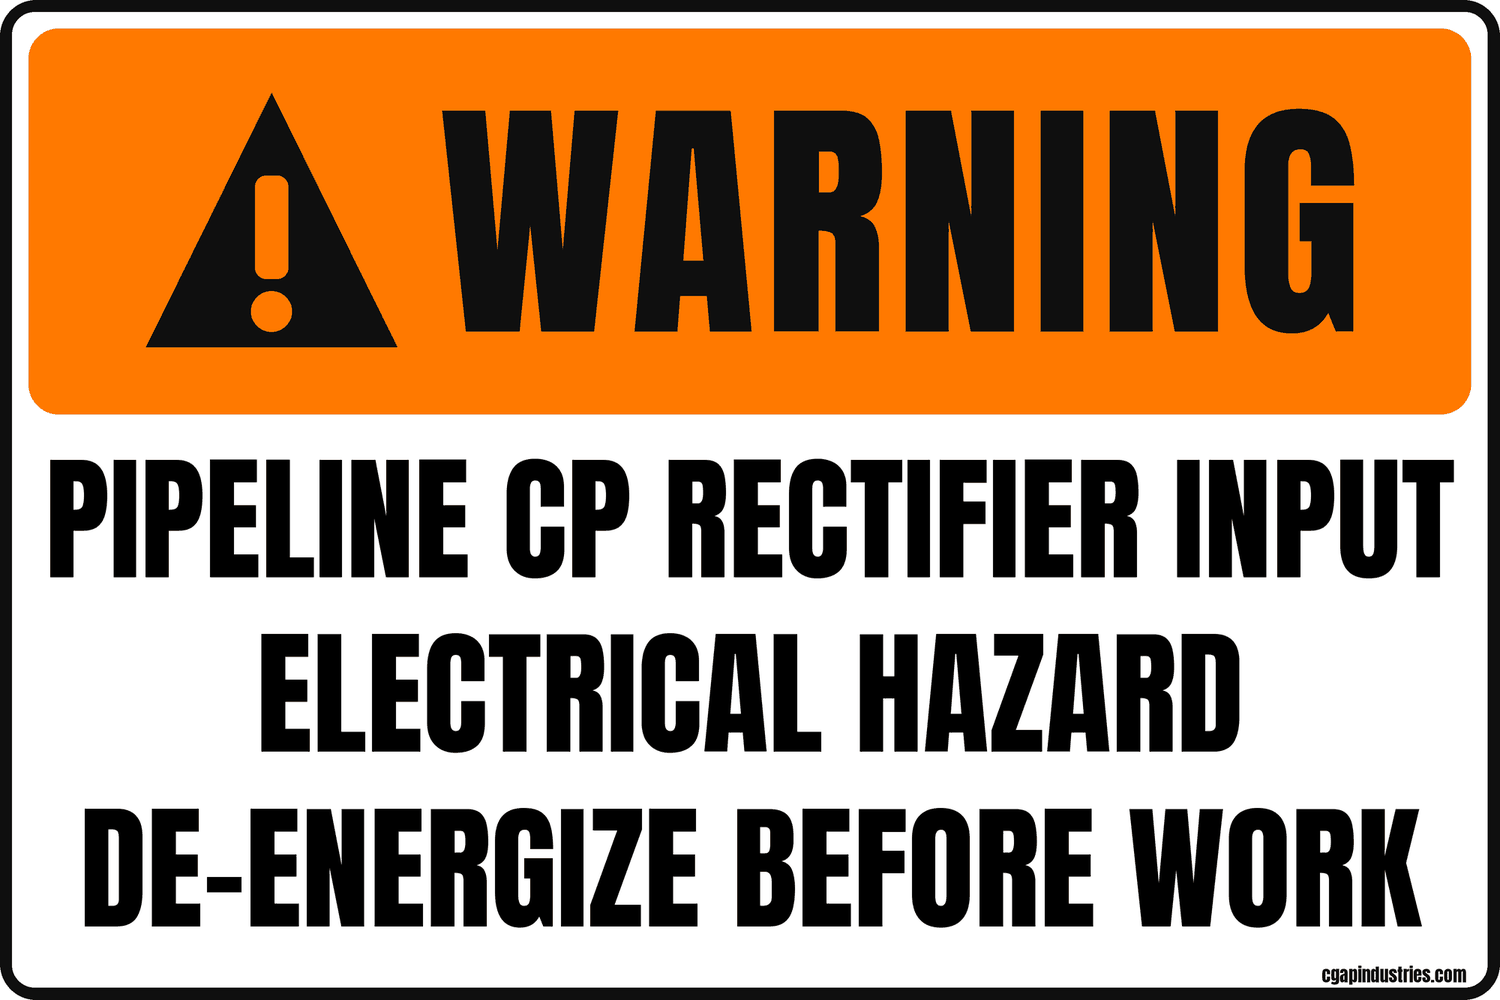 WARNING
PIPELINE CP RECTIFIER INPUT
ELECTRICAL HAZARD
DE-ENERGIZE BEFORE WORK
cgapindustries.com